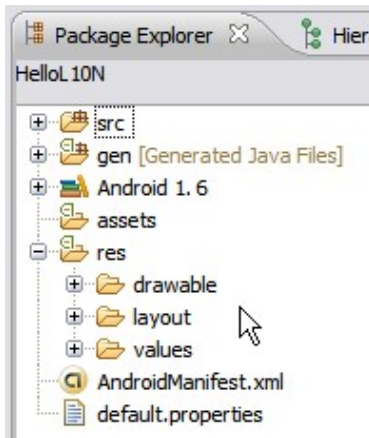 Package Explorer Hier
HelloL10N
src
gen [Generated Java Files]
Android 1.6
assets
res
drawable
layout
values
AndroidManifest.xml
default.properties